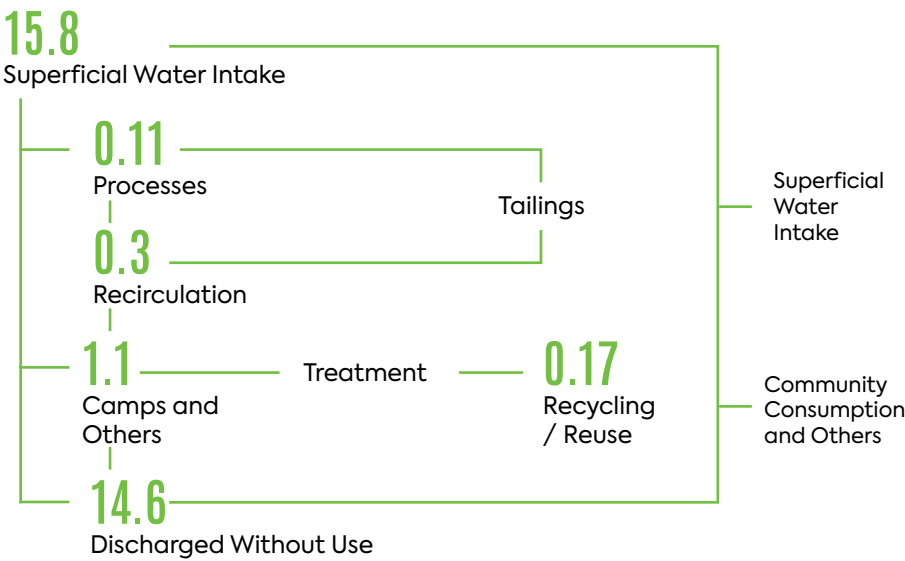 15.8
Superficial Water Intake
0.11
Processes
Tailings
Superficial
Water
Intake
0.3
Recirculation
1.1
Camps and
Others
Treatment
0.17
Recycling
/ Reuse
Community
Consumption
and Others
14.6
Discharged Without Use